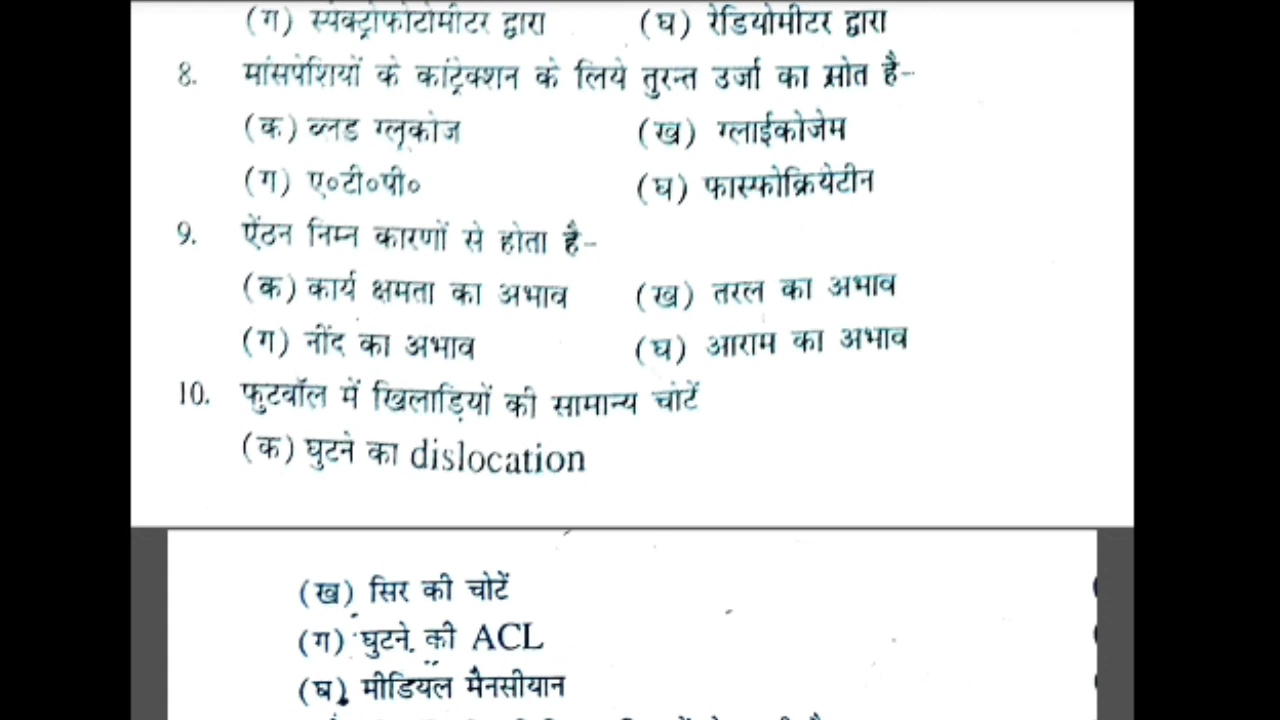 (ग) स्पेक्ट्रोफोटोमीटर द्वारा (घ) रेडियोमीटर द्वारा
8. मांसपेशियों के कांट्रेक्शन के लिये तुरन्त उर्जा का स्रोत है–
(क) ब्लड ग्लूकोज (ख) ग्लाईकोजेम
(ग) ए०टी०पी० (घ) फास्फोक्रियेटीन
9. ऐंठन निम्न कारणों से होता है–
(क) कार्य क्षमता का अभाव (ख) तरल का अभाव
(ग) नींद का अभाव (घ) आराम का अभाव
10. फुटवॉल में खिलाड़ियों की सामान्य चोटें
(क) घुटने का dislocation
(ख) सिर की चोटें
(ग) घुटने की ACL
(घ) मीडियल मैनसीयान